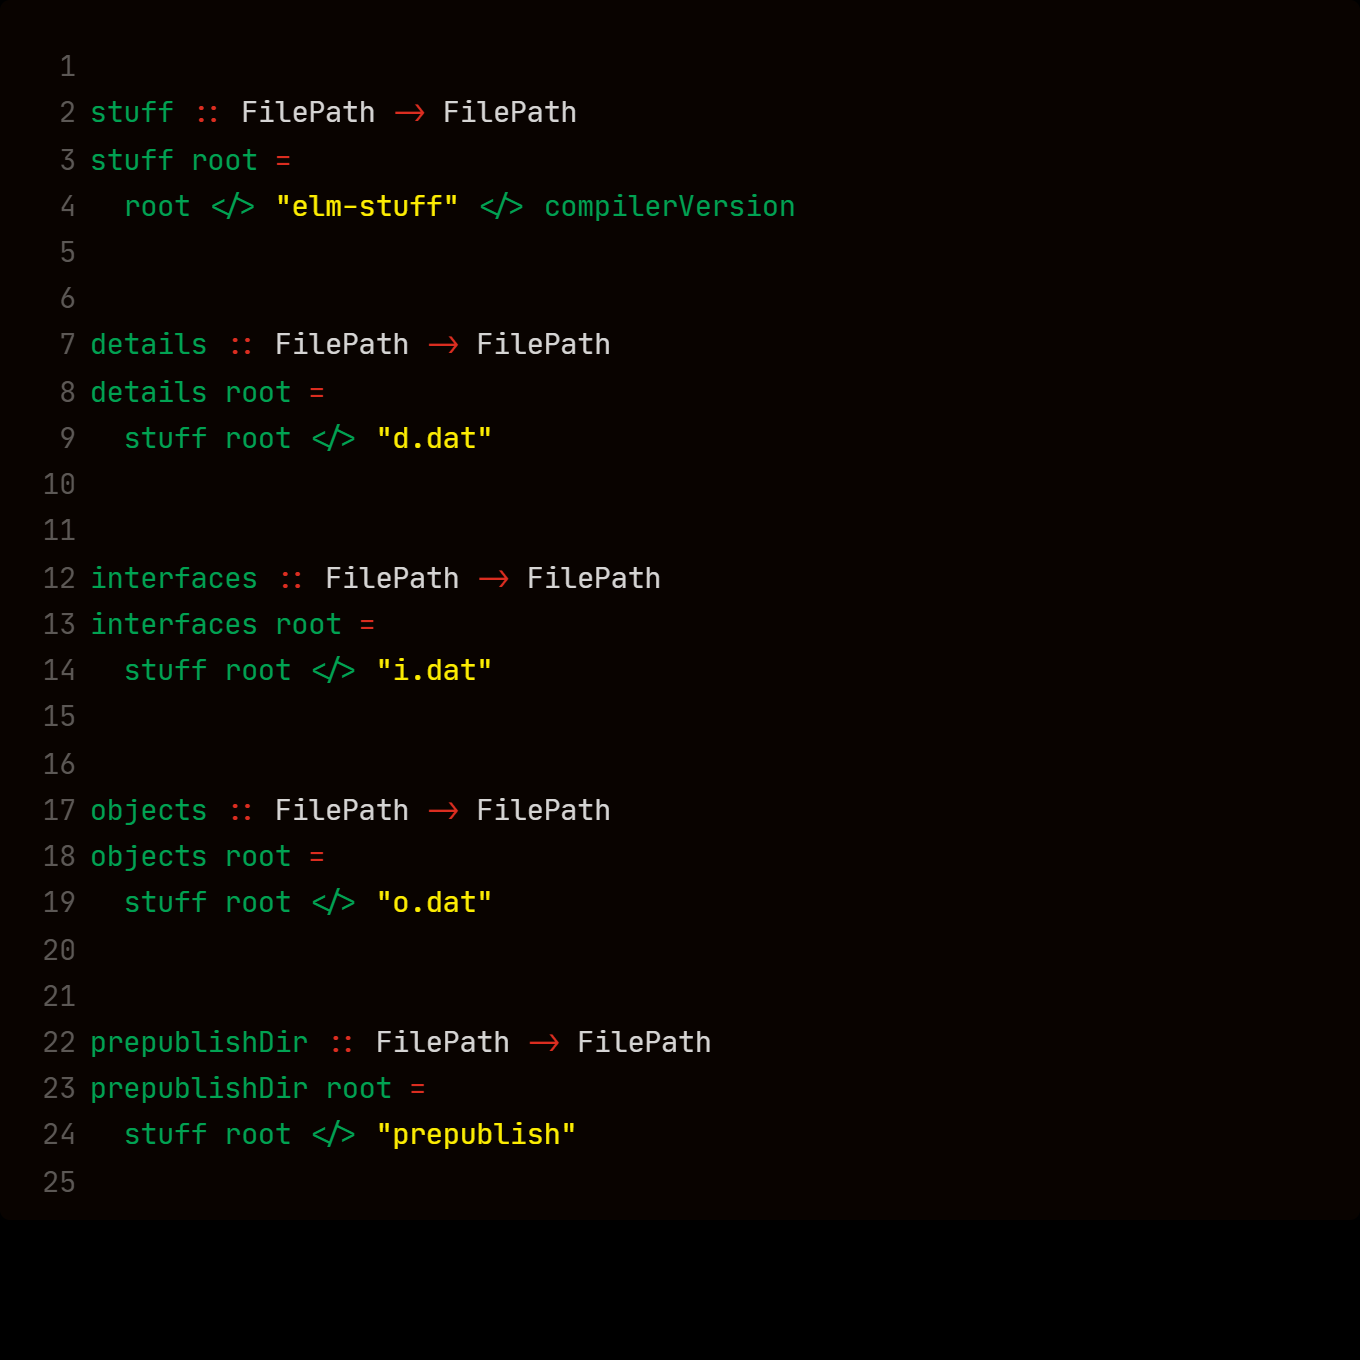 1
2 stuff :: FilePath -> FilePath
3 stuff root =
4   root </> "elm-stuff" </> compilerVersion
5
6
7 details :: FilePath -> FilePath
8 details root =
9   stuff root </> "d.dat"
10
11
12 interfaces :: FilePath -> FilePath
13 interfaces root =
14   stuff root </> "i.dat"
15
16
17 objects :: FilePath -> FilePath
18 objects root =
19   stuff root </> "o.dat"
20
21
22 prepublishDir :: FilePath -> FilePath
23 prepublishDir root =
24   stuff root </> "prepublish"
25